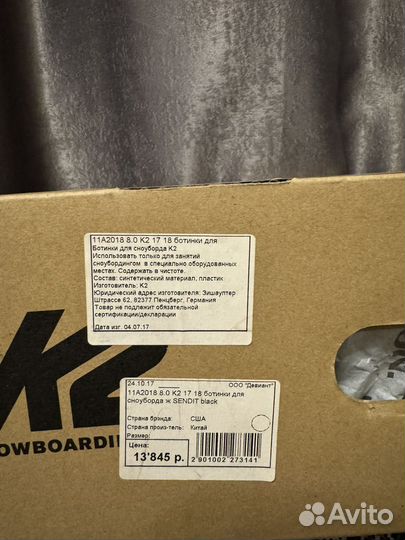 11A2018 8.0 K2 17 18 ботинки для
Ботинки для сноуборда K2
Использовать только для занятий
сноубордингом в специально оборудованных
местах. Содержать в чистоте.
Состав: синтетический материал, пластик
Изготовитель: K2
Юридический адрес изготовителя: Зишауптер
Штрассе 62, 82377 Пенцберг, Германия
Товар не подлежит обязательной
сертификации/декларации
Дата изг. 04.07.17
K2
OWBOARDI
24.10.17 ООО "Девиант"
11A2018 8.0 K2 17 18 ботинки для
сноуборда ж SENDIT black
Страна брэнда: США
Страна произ-тель: Китай
Размер:
Цена:
13'845 р.
2 901002 273141
Avito